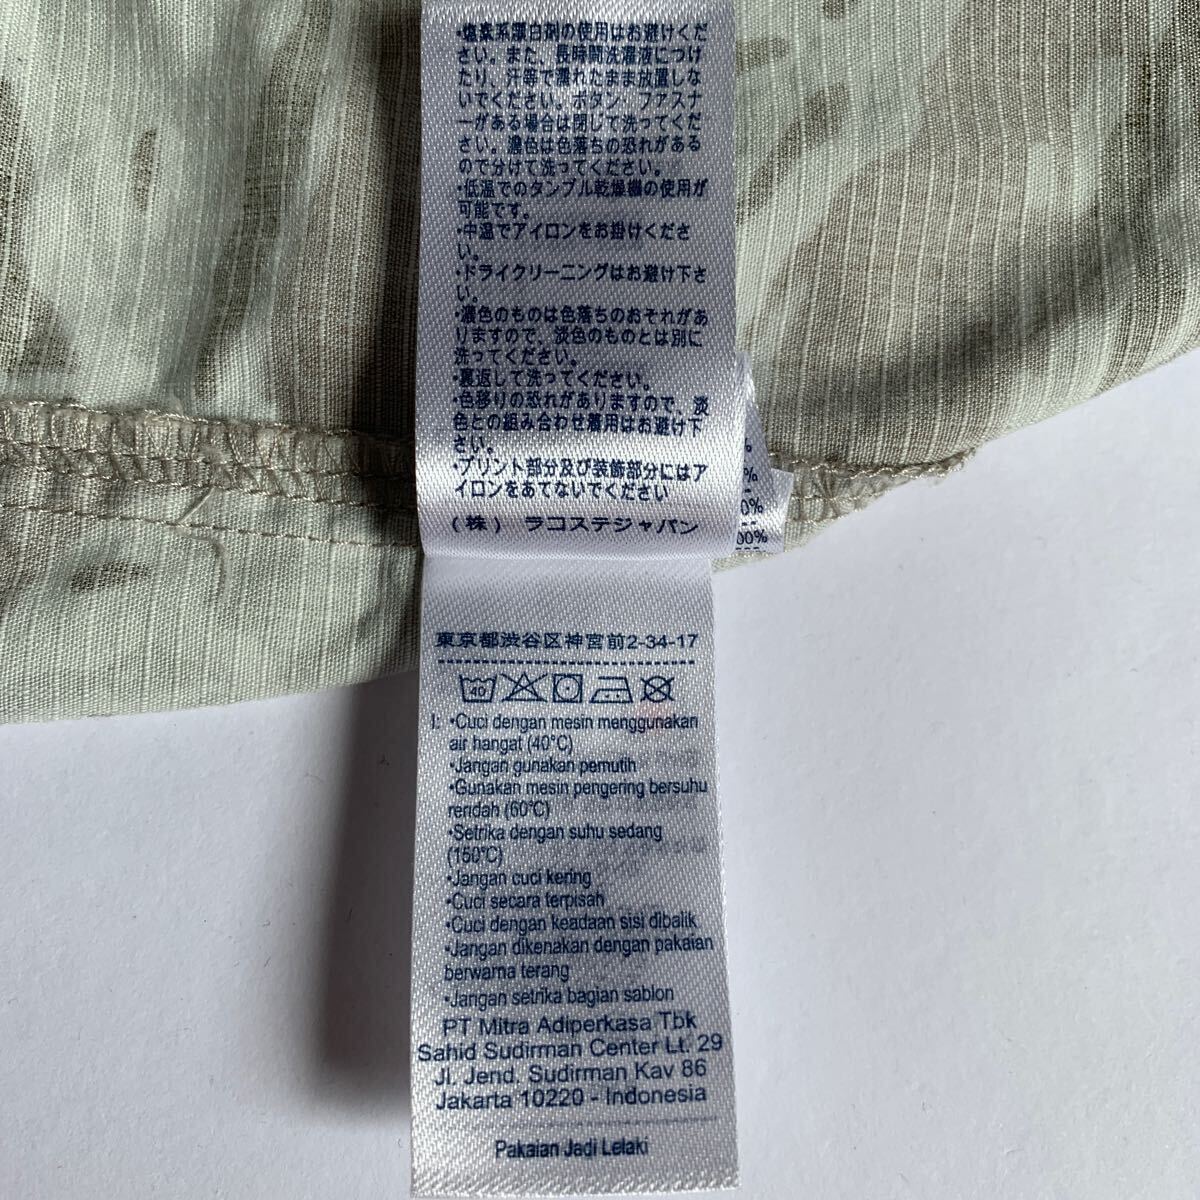 ・塩素系漂白剤の使用はお避けくだ
さい。また、長時間洗濯液につけ
たり、汗等で濡れたまま放置しな
いでください。ボタン・ファスナ
ーがある場合は閉じて洗ってくだ
さい。濃色は色落ちの恐れがある
ので分けて洗ってください。
・低温でのタンブル乾燥機の使用が
可能です。
・中温でアイロンをお掛けくださ
い。
・ドライクリーニングはお避け下さ
い。
・濃色のものは色落ちのおそれがあ
りますので、淡色のものとは別に
洗ってください。
・裏返して洗ってください。
・色移りの恐れがありますので、淡
色との組み合わせ着用はお避け下
さい。
・プリント部分及び装飾部分にはア
イロンをあてないでください
(株) ラコステジャパン
%
%
0%
00%
東京都渋谷区神宮前2-34-17
40
I: •Cuci dengan mesin menggunakan
air hangat (40°C)
•Jangan gunakan pemutih
•Gunakan mesin pengering bersuhu
rendah (60°C)
•Setrika dengan suhu sedang
(150°C)
•Jangan cuci kering
•Cuci secara terpisah
•Cuci dengan keadaan sisi dibalik
•Jangan dikenakan dengan pakaian
berwarna terang
•Jangan setrika bagian sablon
PT Mitra Adiperkasa Tbk
Sahid Sudirman Center Lt. 29
Jl. Jend. Sudirman Kav 86
Jakarta 10220 - Indonesia
Pakaian Jadi Lelaki